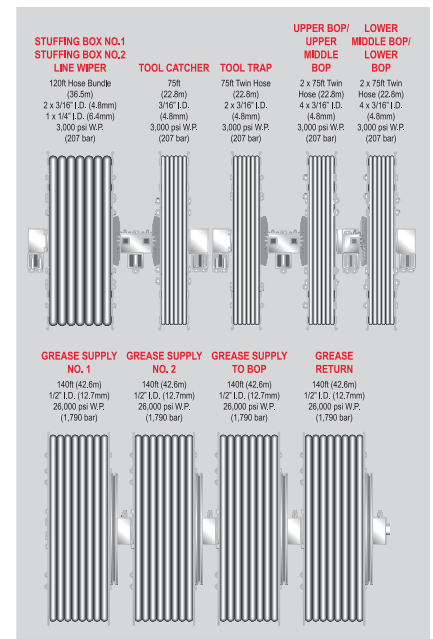 STUFFING BOX NO.1
STUFFING BOX NO.2
LINE WIPER
120ft Hose Bundle
(36.5m)
2 x 3/16" I.D. (4.8mm)
1 x 1/4" I.D. (6.4mm)
3,000 psi W.P.
(207 bar)
TOOL CATCHER
75ft
(22.8m)
3/16" I.D.
(4.8mm)
3,000 psi W.P.
(207 bar)
TOOL TRAP
75ft Twin Hose
(22.8m)
2 x 3/16" I.D.
(4.8mm)
3,000 psi W.P.
(207 bar)
UPPER BOP/
UPPER
MIDDLE
BOP
2 x 75ft Twin
Hose (22.8m)
4 x 3/16" I.D.
(4.8mm)
3,000 psi W.P.
(207 bar)
LOWER
MIDDLE BOP/
LOWER
BOP
2 x 75ft Twin
Hose (22.8m)
4 x 3/16" I.D.
(4.8mm)
3,000 psi W.P.
(207 bar)
GREASE SUPPLY
NO. 1
140ft (42.6m)
1/2" I.D. (12.7mm)
26,000 psi W.P.
(1,790 bar)
GREASE SUPPLY
NO. 2
140ft (42.6m)
1/2" I.D. (12.7mm)
26,000 psi W.P.
(1,790 bar)
GREASE SUPPLY
TO BOP
140ft (42.6m)
1/2" I.D. (12.7mm)
26,000 psi W.P.
(1,790 bar)
GREASE
RETURN
140ft (42.6m)
1/2" I.D. (12.7mm)
26,000 psi W.P.
(1,790 bar)